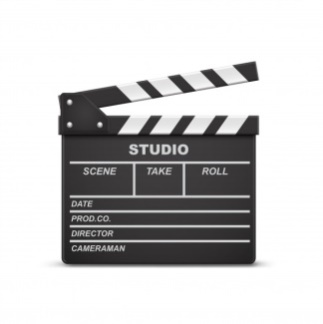 STUDIO
SCENE TAKE ROLL
DATE
PROD.CO.
DIRECTOR
CAMERAMAN